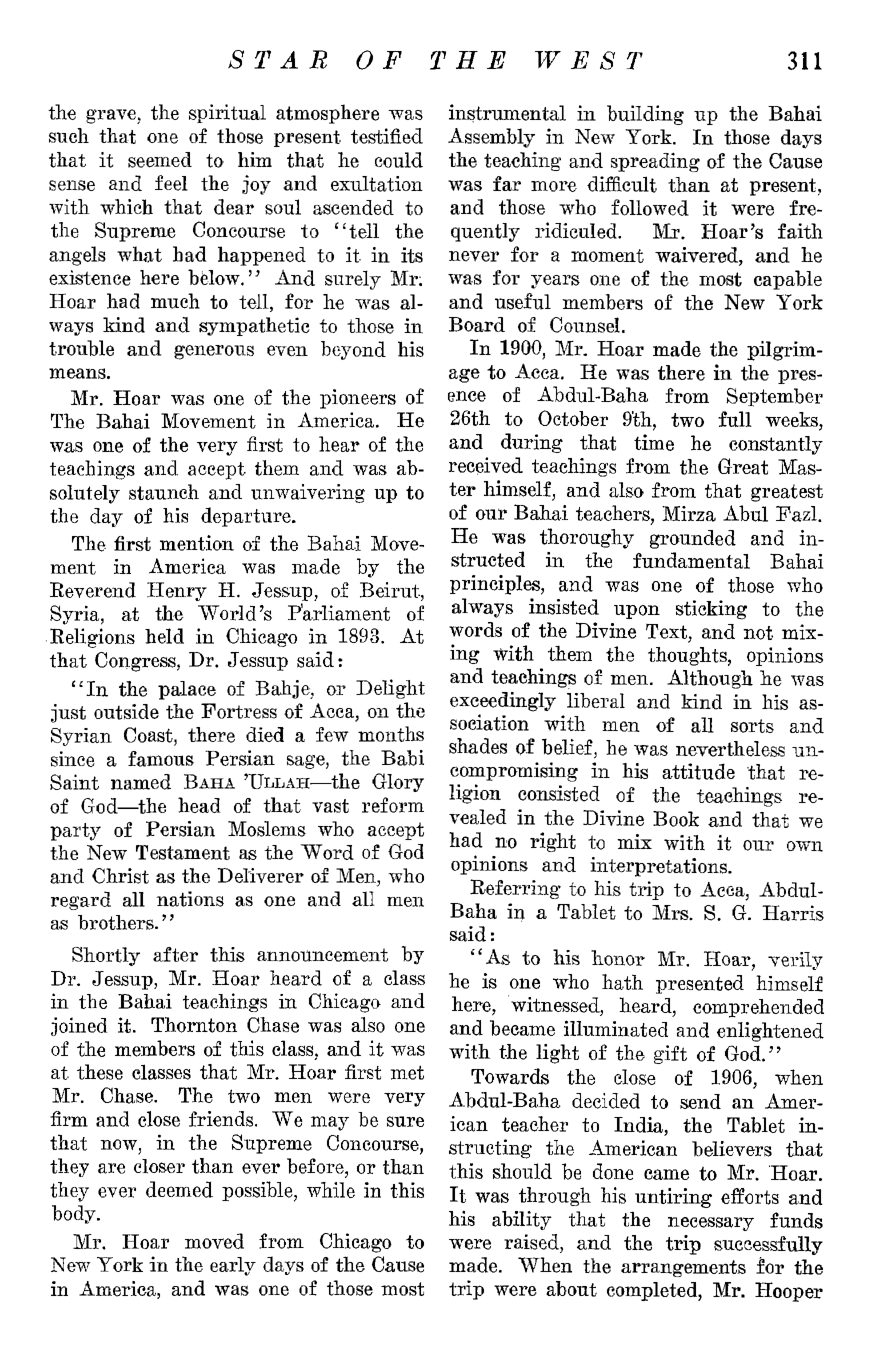 STAR OF THE WEST 311
the grave, the spiritual atmosphere was
such that one of those present testified
that it seemed to him that he could
sense and feel the joy and exultation
with which that dear soul ascended to
the Supreme Concourse to “tell the
angels what had happened to it in its
existence here below.” And surely Mr.
Hoar had much to tell, for he was al-
ways kind and sympathetic to those in
trouble and generous even beyond his
means.
Mr. Hoar was one of the pioneers of
The Bahai Movement in America. He
was one of the very first to hear of the
teachings and accept them and was ab-
solutely staunch and unwaivering up to
the day of his departure.
The first mention of the Bahai Move-
ment in America was made by the
Reverend Henry H. Jessup, of Beirut,
Syria, at the World's Parliament of
Religions held in Chicago in 1893. At
that Congress, Dr. Jessup said:
“In the palace of Bahje, or Delight
just outside the Fortress of Acca, on the
Syrian Coast, there died a few months
since a famous Persian sage, the Babi
Saint named BAHA 'ULLAH—the Glory
of God—the head of that vast reform
party of Persian Moslems who accept
the New Testament as the Word of God
and Christ as the Deliverer of Men, who
regard all nations as one and all men
as brothers.”
Shortly after this announcement by
Dr. Jessup, Mr. Hoar heard of a class
in the Bahai teachings in Chicago and
joined it. Thornton Chase was also one
of the members of this class, and it was
at these classes that Mr. Hoar first met
Mr. Chase. The two men were very
firm and close friends. We may be sure
that now, in the Supreme Concourse,
they are closer than ever before, or than
they ever deemed possible, while in this
body.
Mr. Hoar moved from Chicago to
New York in the early days of the Cause
in America, and was one of those most
instrumental in building up the Bahai
Assembly in New York. In those days
the teaching and spreading of the Cause
was far more difficult than at present,
and those who followed it were fre-
quently ridiculed. Mr. Hoar's faith
never for a moment waivered, and he
was for years one of the most capable
and useful members of the New York
Board of Counsel.
In 1900, Mr. Hoar made the pilgrim-
age to Acca. He was there in the pres-
ence of Abdul-Baha from September
26th to October 9th, two full weeks,
and during that time he constantly
received teachings from the Great Mas-
ter himself, and also from that greatest
of our Bahai teachers, Mirza Abul Fazl.
He was thoroughy grounded and in-
structed in the fundamental Bahai
principles, and was one of those who
always insisted upon sticking to the
words of the Divine Text, and not mix-
ing with them the thoughts, opinions
and teachings of men. Although he was
exceedingly liberal and kind in his as-
sociation with men of all sorts and
shades of belief, he was nevertheless un-
compromising in his attitude that re-
ligion consisted of the teachings re-
vealed in the Divine Book and that we
had no right to mix with it our own
opinions and interpretations.
Referring to his trip to Acca, Abdul-
Baha in a Tablet to Mrs. S. G. Harris
said:
“As to his honor Mr. Hoar, verily
he is one who hath presented himself
here, witnessed, heard, comprehended
and became illuminated and enlightened
with the light of the gift of God.”
Towards the close of 1906, when
Abdul-Baha decided to send an Amer-
ican teacher to India, the Tablet in-
structing the American believers that
this should be done came to Mr. Hoar.
It was through his untiring efforts and
his ability that the necessary funds
were raised, and the trip successfully
made. When the arrangements for the
trip were about completed, Mr. Hooper